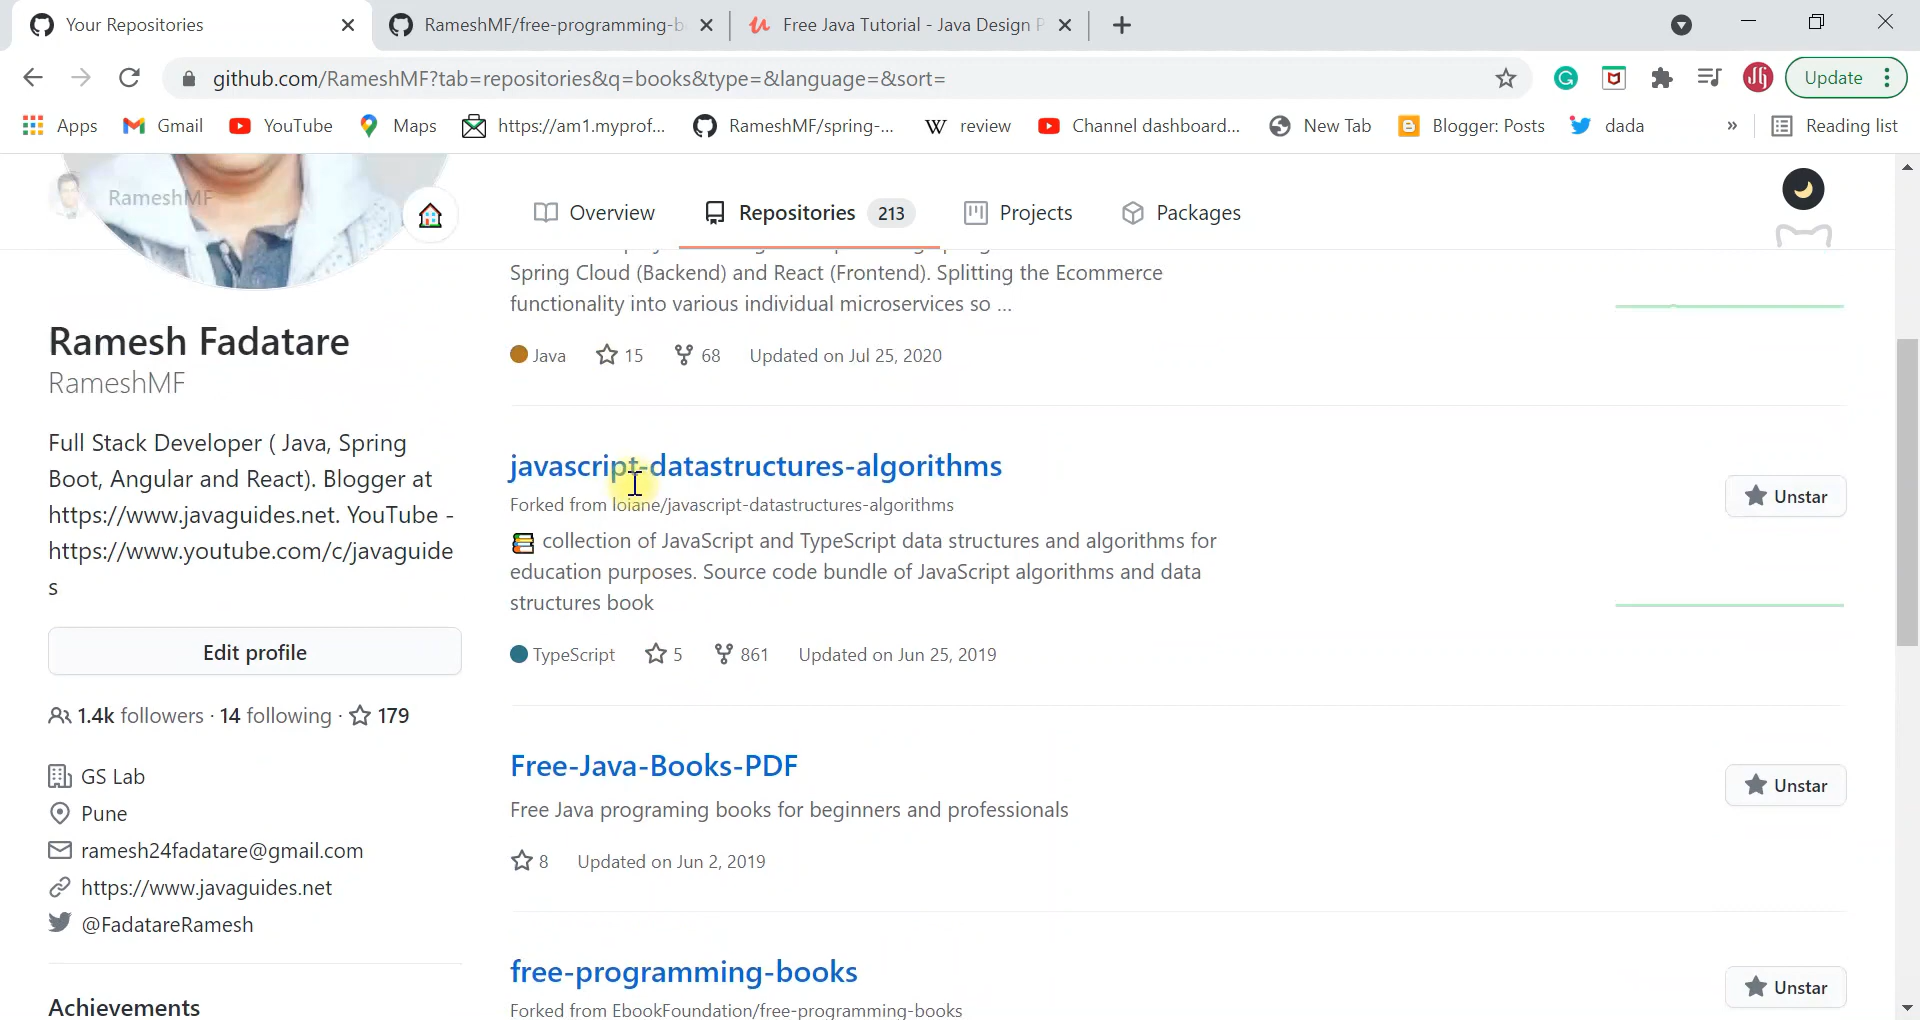 Your Repositories
RameshMF/free-programming-b
Free Java Tutorial - Java Design P
github.com/RameshMF?tab=repositories&q=books&type=&language=&sort=
Update
Apps
Gmail
YouTube
Maps
https://am1.myprof...
RameshMF/spring-...
W review
Channel dashboard...
New Tab
Blogger: Posts
dada
»
Reading list
RameshMF
Overview
Repositories 213
Projects
Packages
Ramesh Fadatare
RameshMF
Full Stack Developer ( Java, Spring
Boot, Angular and React). Blogger at
https://www.javaguides.net. YouTube -
https://www.youtube.com/c/javaguide
s
Edit profile
1.4k followers · 14 following · 179
GS Lab
Pune
ramesh24fadatare@gmail.com
https://www.javaguides.net
@FadatareRamesh
Achievements
Spring Cloud (Backend) and React (Frontend). Splitting the Ecommerce
functionality into various individual microservices so ...
Java 15 68 Updated on Jul 25, 2020
javascript-datastructures-algorithms
Unstar
Forked from loiane/javascript-datastructures-algorithms
collection of JavaScript and TypeScript data structures and algorithms for
education purposes. Source code bundle of JavaScript algorithms and data
structures book
TypeScript 5 861 Updated on Jun 25, 2019
Free-Java-Books-PDF
Unstar
Free Java programing books for beginners and professionals
8 Updated on Jun 2, 2019
free-programming-books
Unstar
Forked from EbookFoundation/free-programming-books